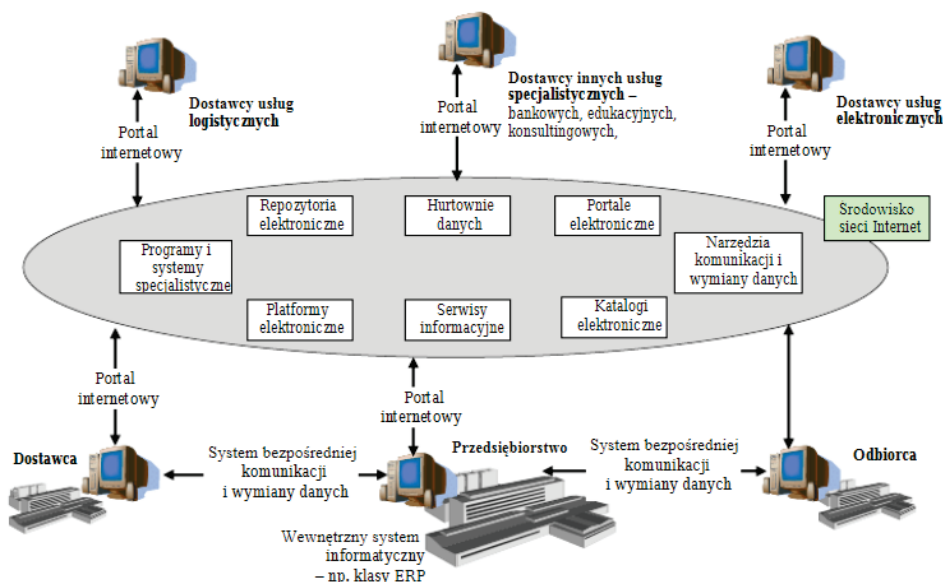 Dostawcy usług
logistycznych
Portal
internetowy
Dostawcy innych usług
specjalistycznych –
bankowych, edukacyjnych,
konsultingowych,
Portal
internetowy
Dostawcy usług
elektronicznych
Portal
internetowy
Repozytoria
elektroniczne
Hurtownie
danych
Portale
elektroniczne
Środowisko
sieci Internet
Programy i
systemy
specjalistyczne
Narzędzia
komunikacji i
wymiany danych
Platformy
elektroniczne
Serwisy
informacyjne
Katalogi
elektroniczne
Portal
internetowy
Portal
internetowy
Dostawca
System bezpośredniej
komunikacji
i wymiany danych
Przedsiębiorstwo
System bezpośredniej
komunikacji
i wymiany danych
Odbiorca
Wewnętrzny system
informatyczny
– np. klasy ERP